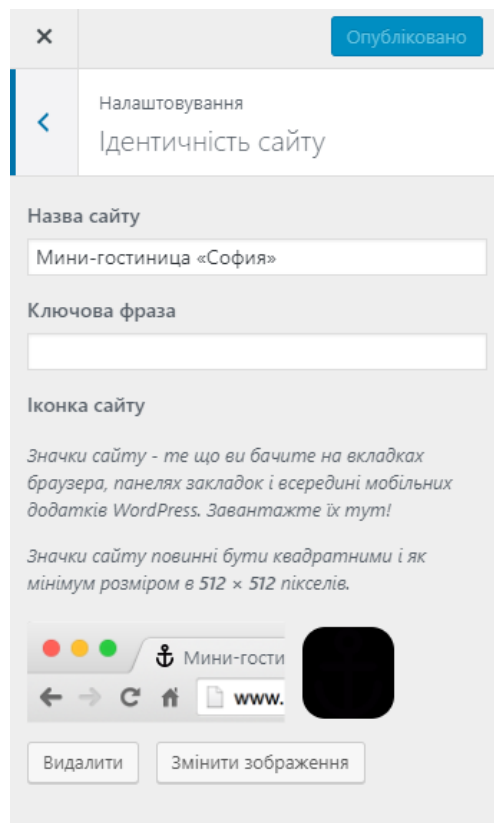 Опубліковано
Налаштовування
Ідентичність сайту
Назва сайту
Мини-гостиница «София»
Ключова фраза
Іконка сайту
Значки сайту - те що ви бачите на вкладках
браузера, панелях закладок і всередині мобільних
додатків WordPress. Завантажте їх тут!
Значки сайту повинні бути квадратними і як
мінімум розміром в 512 × 512 пікселів.
Мини-гости
www.
Видалити
Змінити зображення